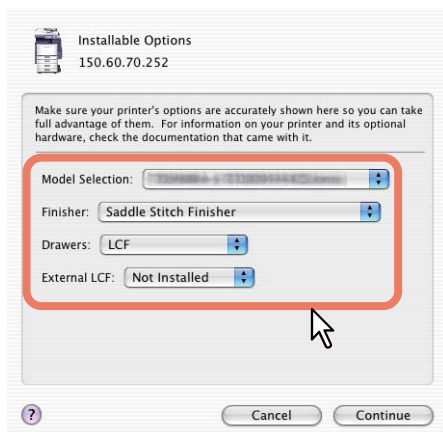 Installable Options
150.60.70.252
Make sure your printer's options are accurately shown here so you can take
full advantage of them. For information on your printer and its optional
hardware, check the documentation that came with it.
Model Selection:
Finisher: Saddle Stitch Finisher
Drawers: LCF
External LCF: Not Installed
?
Cancel Continue